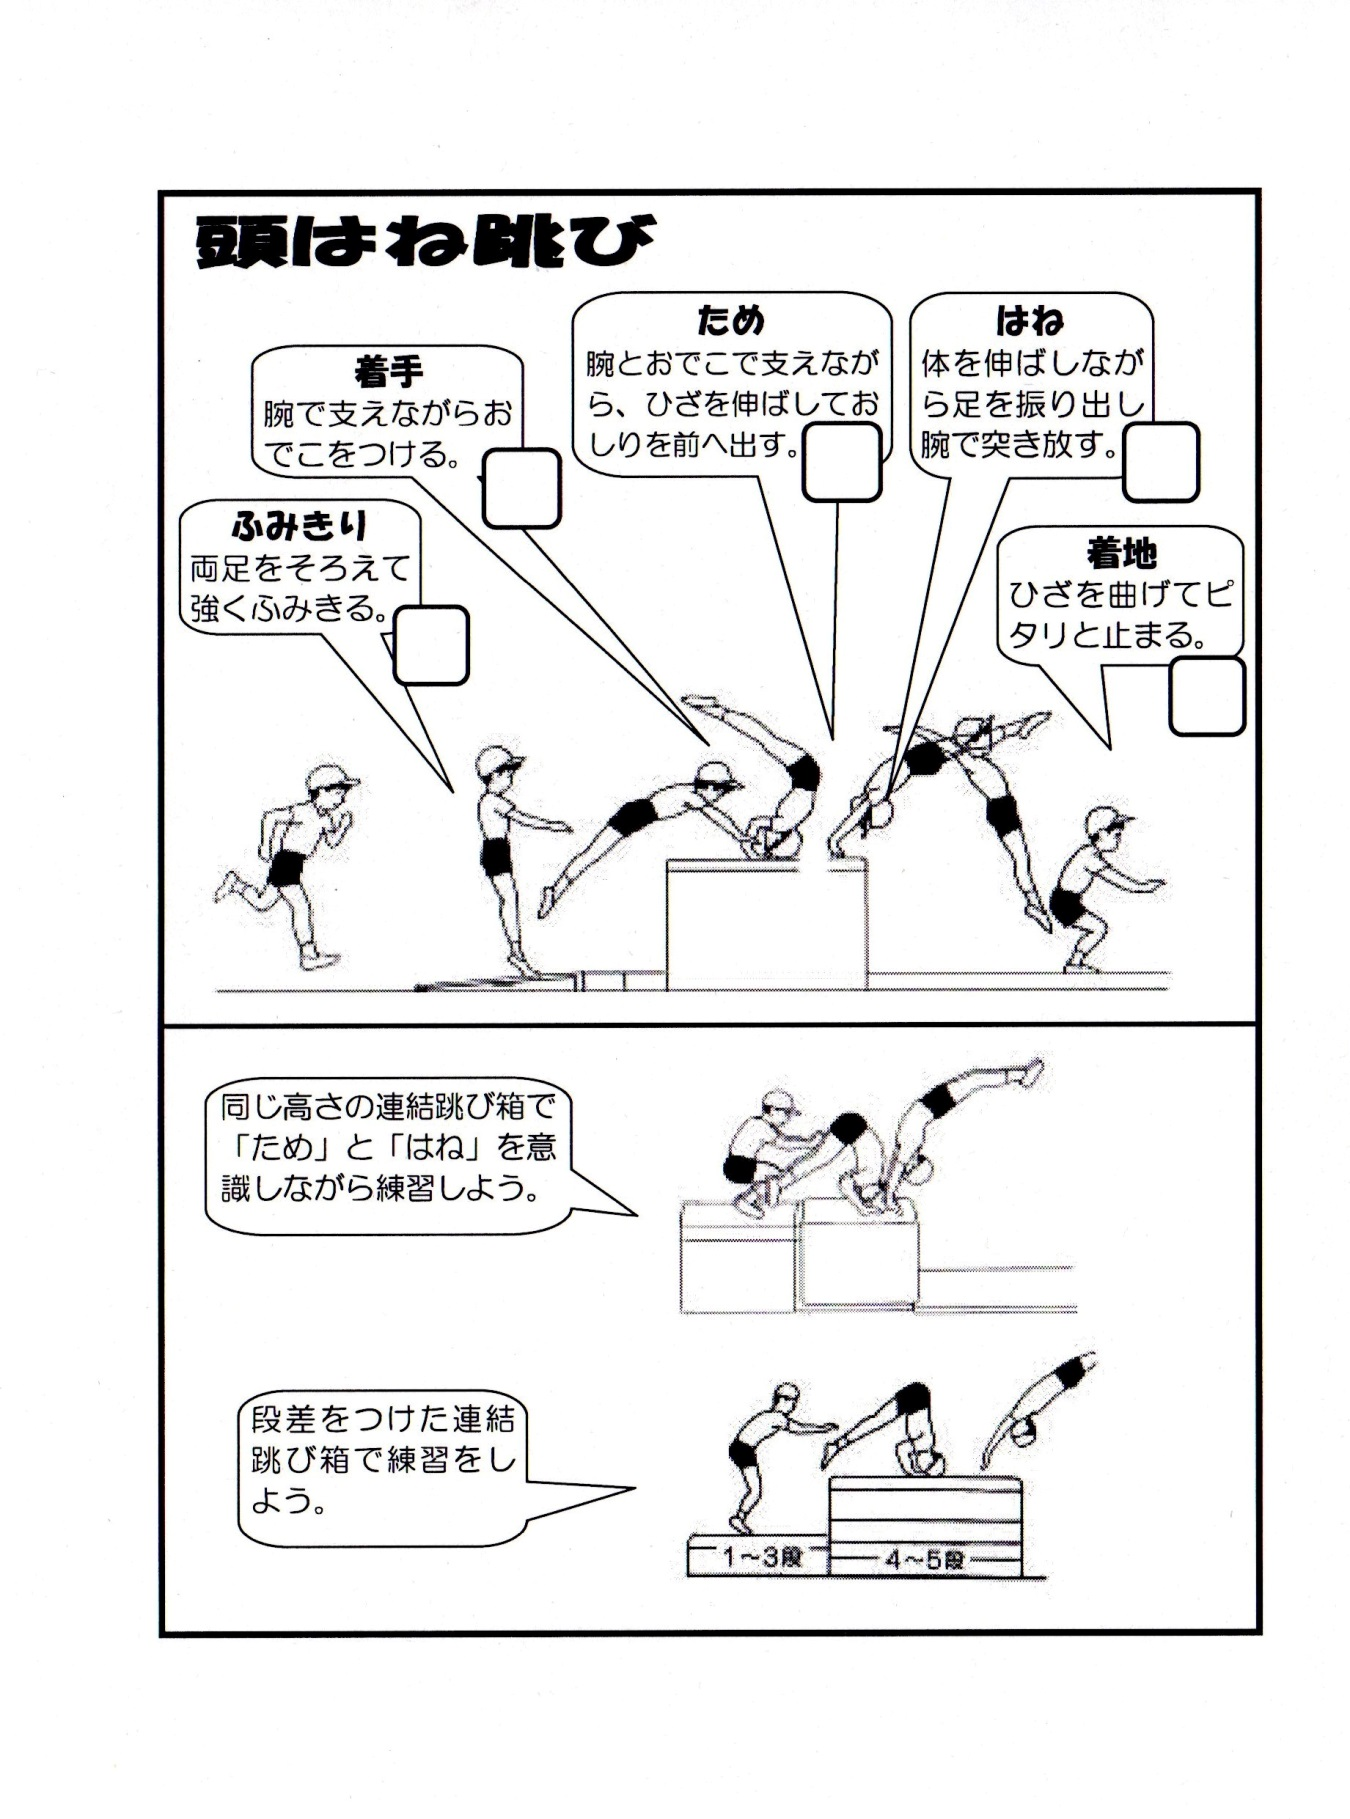 頭はね跳び
ふみきり
両足をそろえて
強くふみきる。
着手
腕で支えながらお
でこをつける。
ため
腕とおでこで支えなが
ら、ひざを伸ばしてお
しりを前へ出す。
はね
体を伸ばしなが
ら足を振り出し
腕で突き放す。
着地
ひざを曲げてピ
タリと止まる。
同じ高さの連結跳び箱で
「ため」と「はね」を意
識しながら練習しよう。
段差をつけた連結
跳び箱で練習をし
よう。
1～3段
4～5段